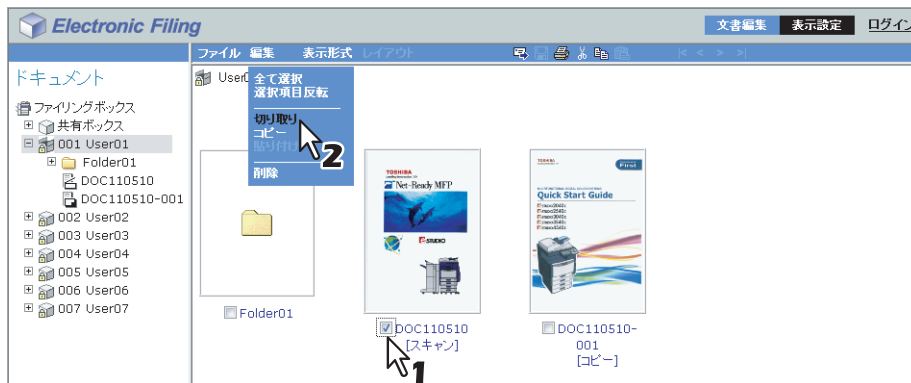 Electronic Filing
文書編集 表示設定 ログイン
ファイル 編集 表示形式 レイアウト |< < > >|
ドキュメント
ファイリングボックス
共有ボックス
001 User01
Folder01
DOC110510
DOC110510-001
002 User02
003 User03
004 User04
005 User05
006 User06
007 User07
全て選択
選択項目反転
切り取り
コピー
削除
2
Folder01
TOSHIBA
Net-Ready MFP
e-STUDIO
DOC110510
[スキャン]
1
TOSHIBA
First
Quick Start Guide
DOC110510-
001
[コピー]